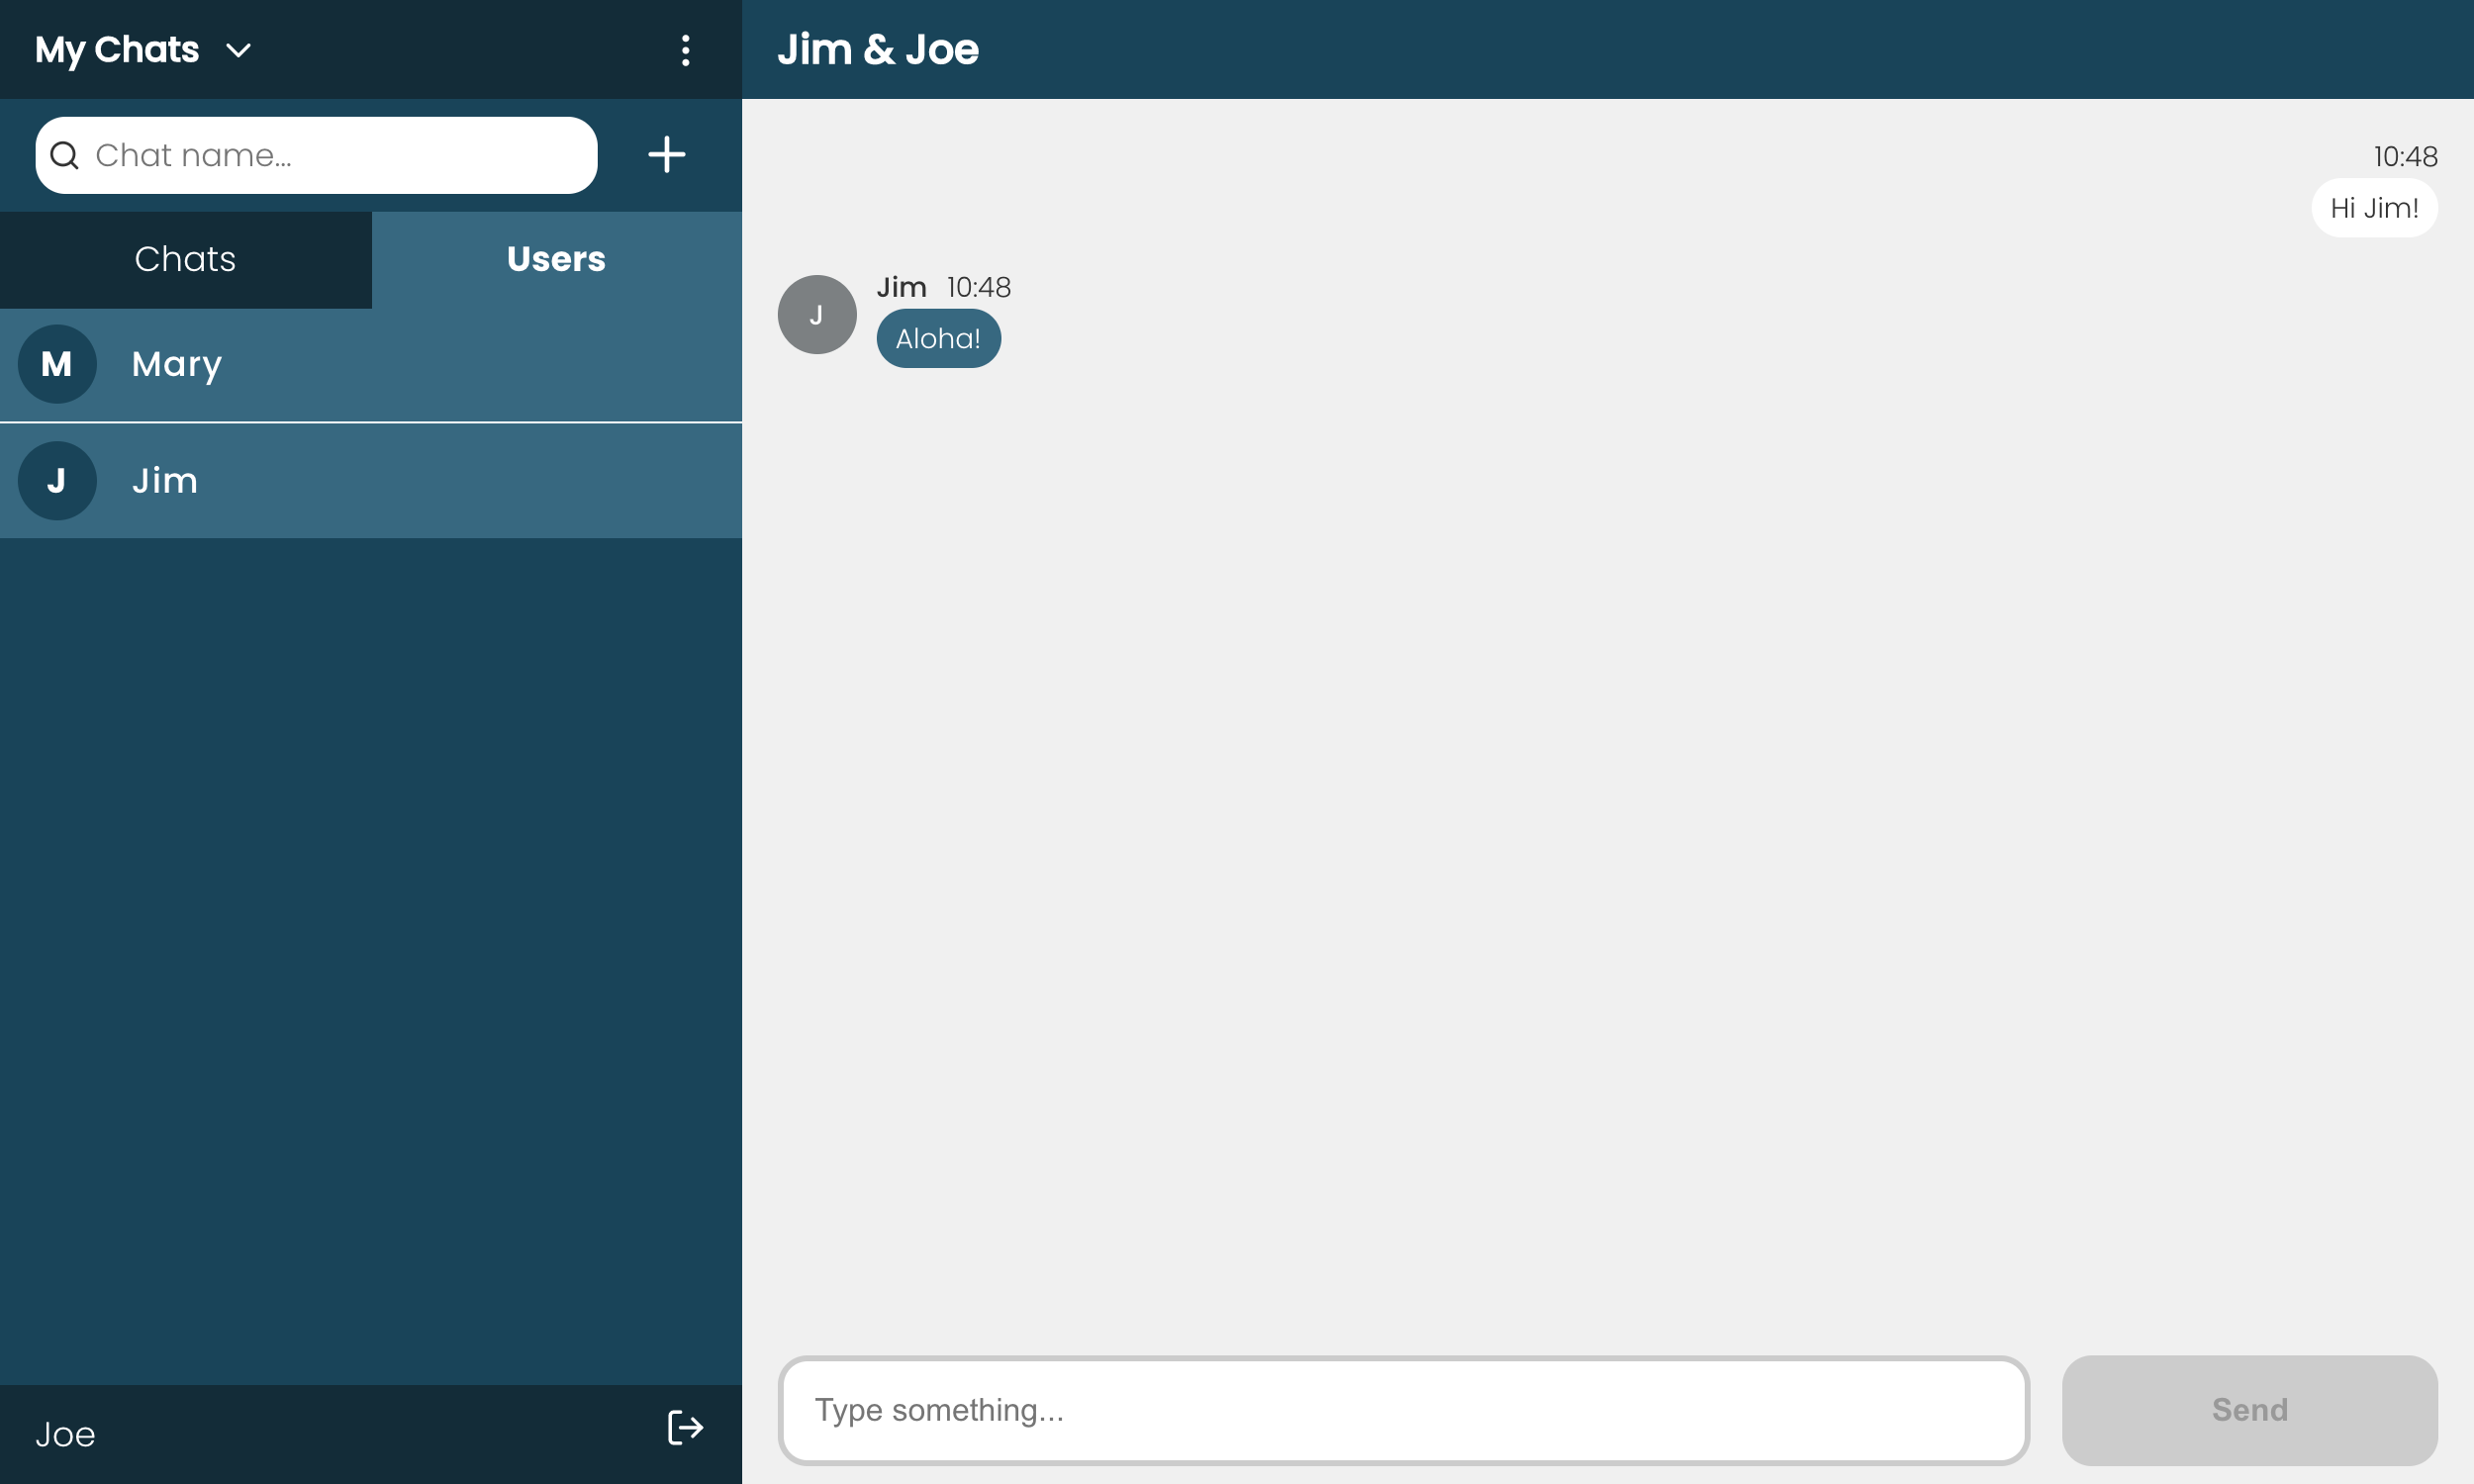 My Chats
Chat name...
Chats
Users
M
Mary
J
Jim
Joe
Jim & Joe
10:48
Hi Jim!
J
Jim 10:48
Aloha!
Type something...
Send